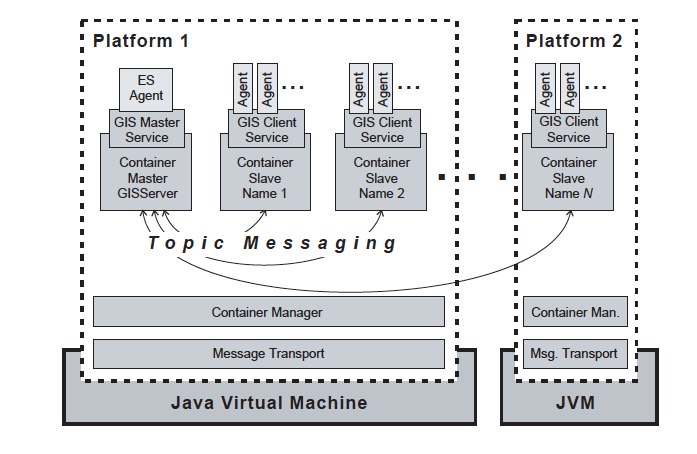 Platform 1
ES
Agent
GIS Master
Service
Container
Master
GISServer
Agent
Agent
...
GIS Client
Service
Container
Slave
Name 1
Agent
Agent
...
GIS Client
Service
Container
Slave
Name 2
. . .
Platform 2
Agent
Agent
...
GIS Client
Service
Container
Slave
Name N
Topic Messaging
Container Manager
Message Transport
Java Virtual Machine
Container Man.
Msg. Transport
JVM